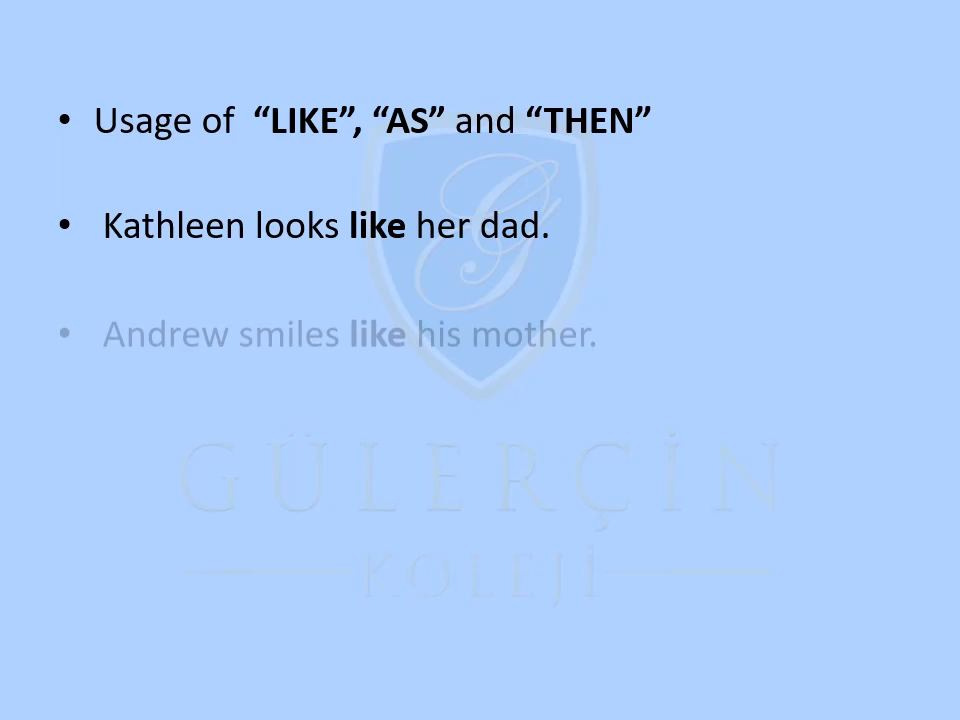 • Usage of “LIKE”, “AS” and “THEN”
• Kathleen looks like her dad.
• Andrew smiles like his mother.
G
GÜLERÇİN
KOLEJİ